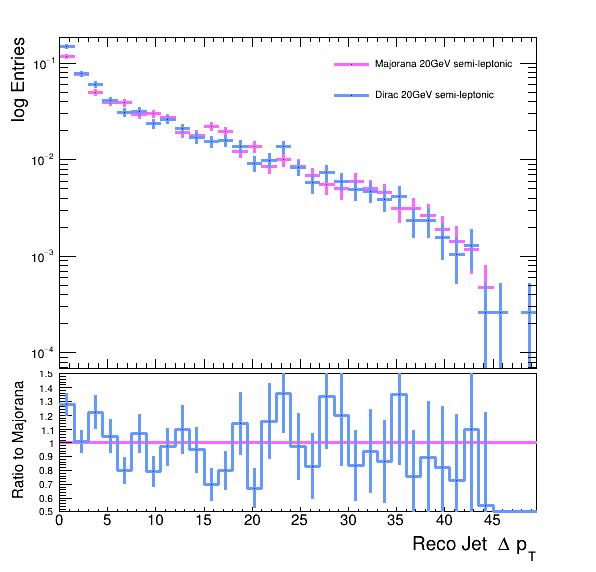 log Entries
10⁻¹
10⁻²
10⁻³
10⁻⁴
Majorana 20GeV semi-leptonic
Dirac 20GeV semi-leptonic
Ratio to Majorana
1.5
1.4
1.3
1.2
1.1
1
0.9
0.8
0.7
0.6
0.5
0 5 10 15 20 25 30 35 40 45
Reco Jet Δ p_T